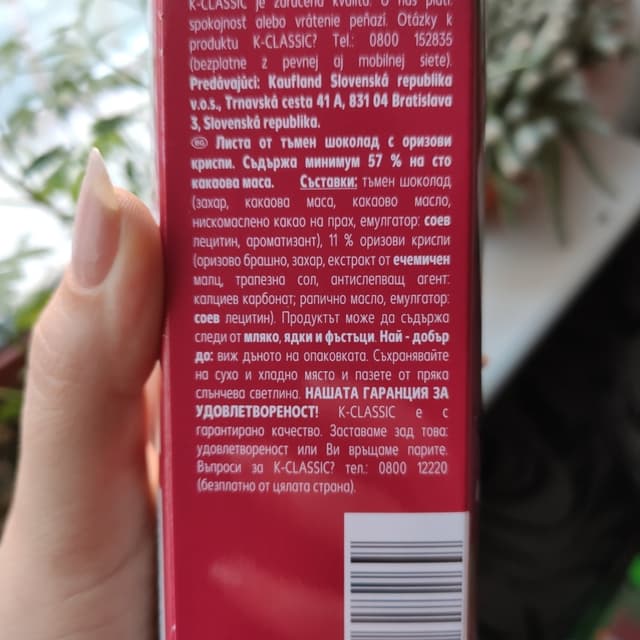 K-CLASSIC je zaručená kvalita. O nás platí:
spokojnosť alebo vrátenie peňazí. Otázky k
produktu K-CLASSIC? Tel.: 0800 152835
(bezplatne z pevnej aj mobilnej siete).
Predávajúci: Kaufland Slovenská republika
v.o.s., Trnavská cesta 41 A, 831 04 Bratislava
3, Slovenská republika.
BG Листа от тъмен шоколад с оризови
криспи. Съдържа минимум 57 % на сто
какаова маса. Съставки: тъмен шоколад
(захар, какаова маса, какаово масло,
нискомаслено какао на прах, емулгатор: соев
лецитин, ароматизант), 11 % оризови криспи
(оризово брашно, захар, екстракт от ечемичен
малц, трапезна сол, антислепващ агент:
калциев карбонат; рапично масло, емулгатор:
соев лецитин). Продуктът може да съдържа
следи от мляко, ядки и фъстъци. Най - добър
до: виж дъното на опаковката. Съхранявайте
на сухо и хладно място и пазете от пряка
слънчева светлина. НАШАТА ГАРАНЦИЯ ЗА
УДОВЛЕТВОРЕНОСТ! K-CLASSIC е с
гарантирано качество. Заставаме зад това:
удовлетвореност или Ви връщаме парите.
Въпроси за K-CLASSIC? тел.: 0800 12220
(безплатно от цялата страна).